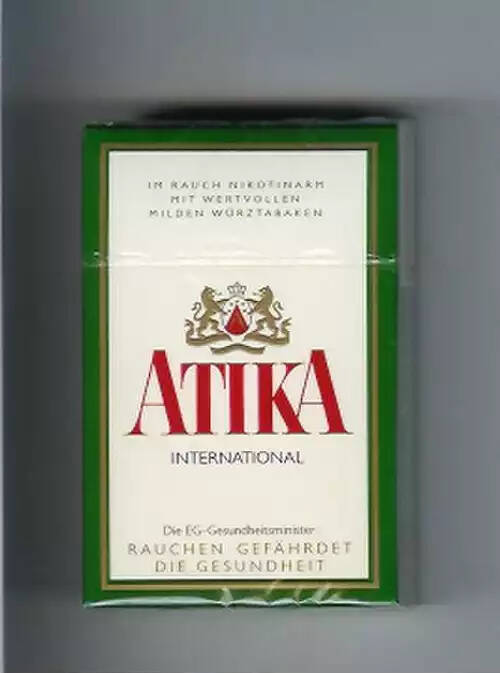 IM RAUCH NIKOTINARM
MIT WERTVOLLEN
MILDEN WÜRZTABAKEN
ATIKA
INTERNATIONAL
Die EG-Gesundheitsminister
RAUCHEN GEFÄHRDET
DIE GESUNDHEIT